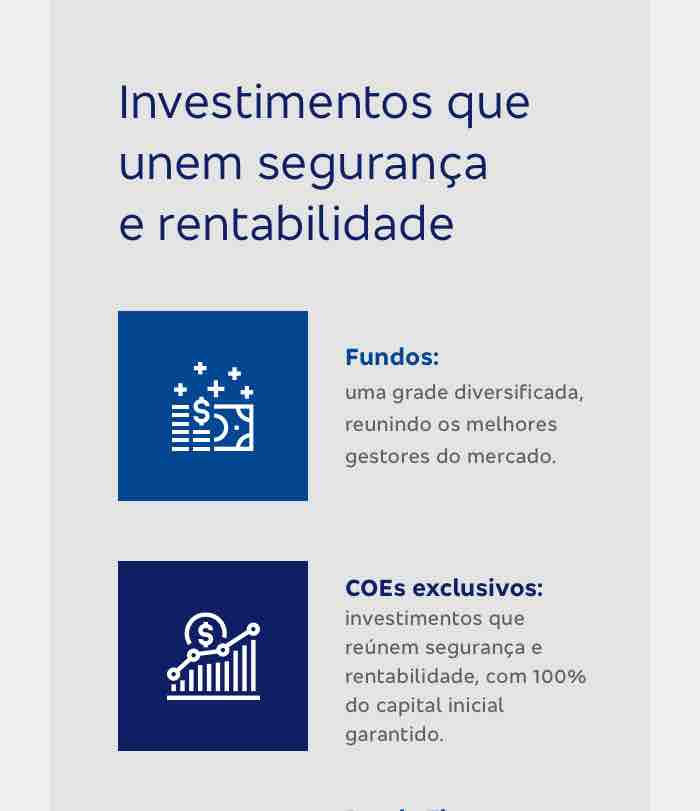 Investimentos que
unem segurança
e rentabilidade
Fundos:
uma grade diversificada,
reunindo os melhores
gestores do mercado.
COEs exclusivos:
investimentos que
reúnem segurança e
rentabilidade, com 100%
do capital inicial
garantido.